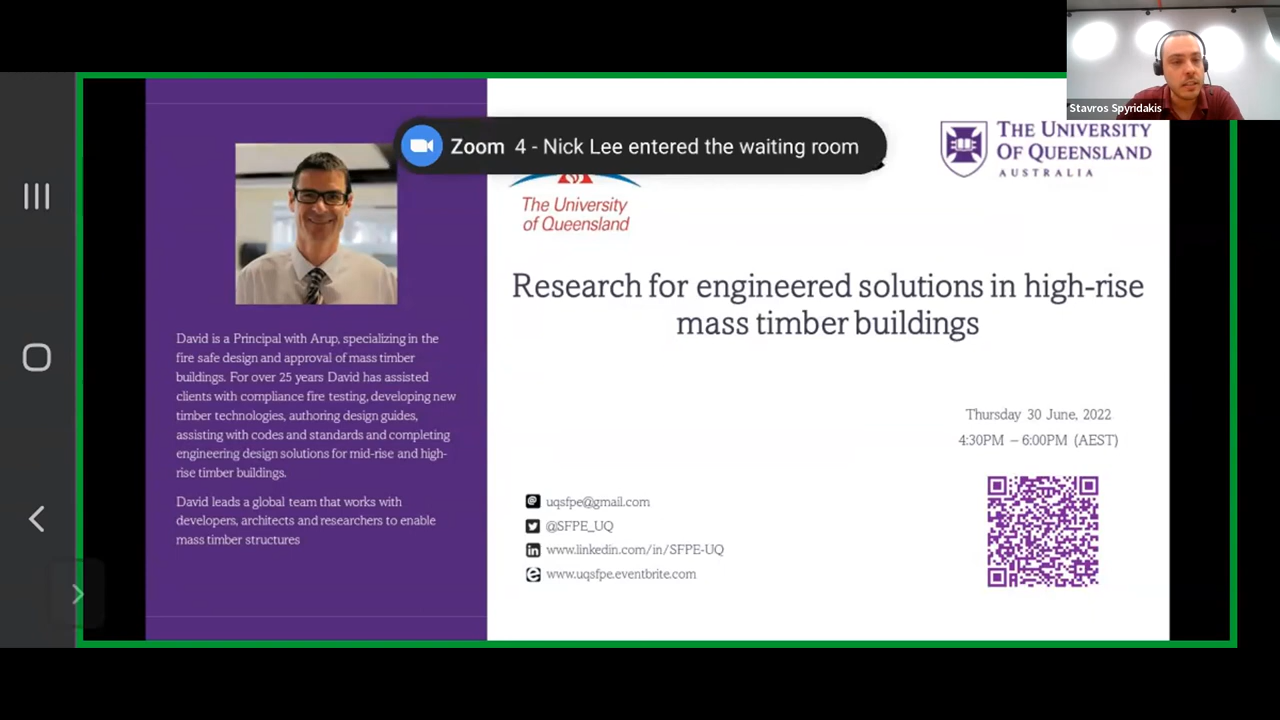 Stavros Spyridakis
Zoom 4 - Nick Lee entered the waiting room
THE UNIVERSITY
OF QUEENSLAND
AUSTRALIA
The University
of Queensland
Research for engineered solutions in high-rise
mass timber buildings
David is a Principal with Arup, specializing in the
fire safe design and approval of mass timber
buildings. For over 25 years David has assisted
clients with compliance fire testing, developing new
timber technologies, authoring design guides,
assisting with codes and standards and completing
engineering design solutions for mid-rise and high-
rise timber buildings.
David leads a global team that works with
developers, architects and researchers to enable
mass timber structures
Thursday 30 June, 2022
4:30PM – 6:00PM (AEST)
uqsfpe@gmail.com
@SFPE_UQ
www.linkedin.com/in/SFPE-UQ
www.uqsfpe.eventbrite.com